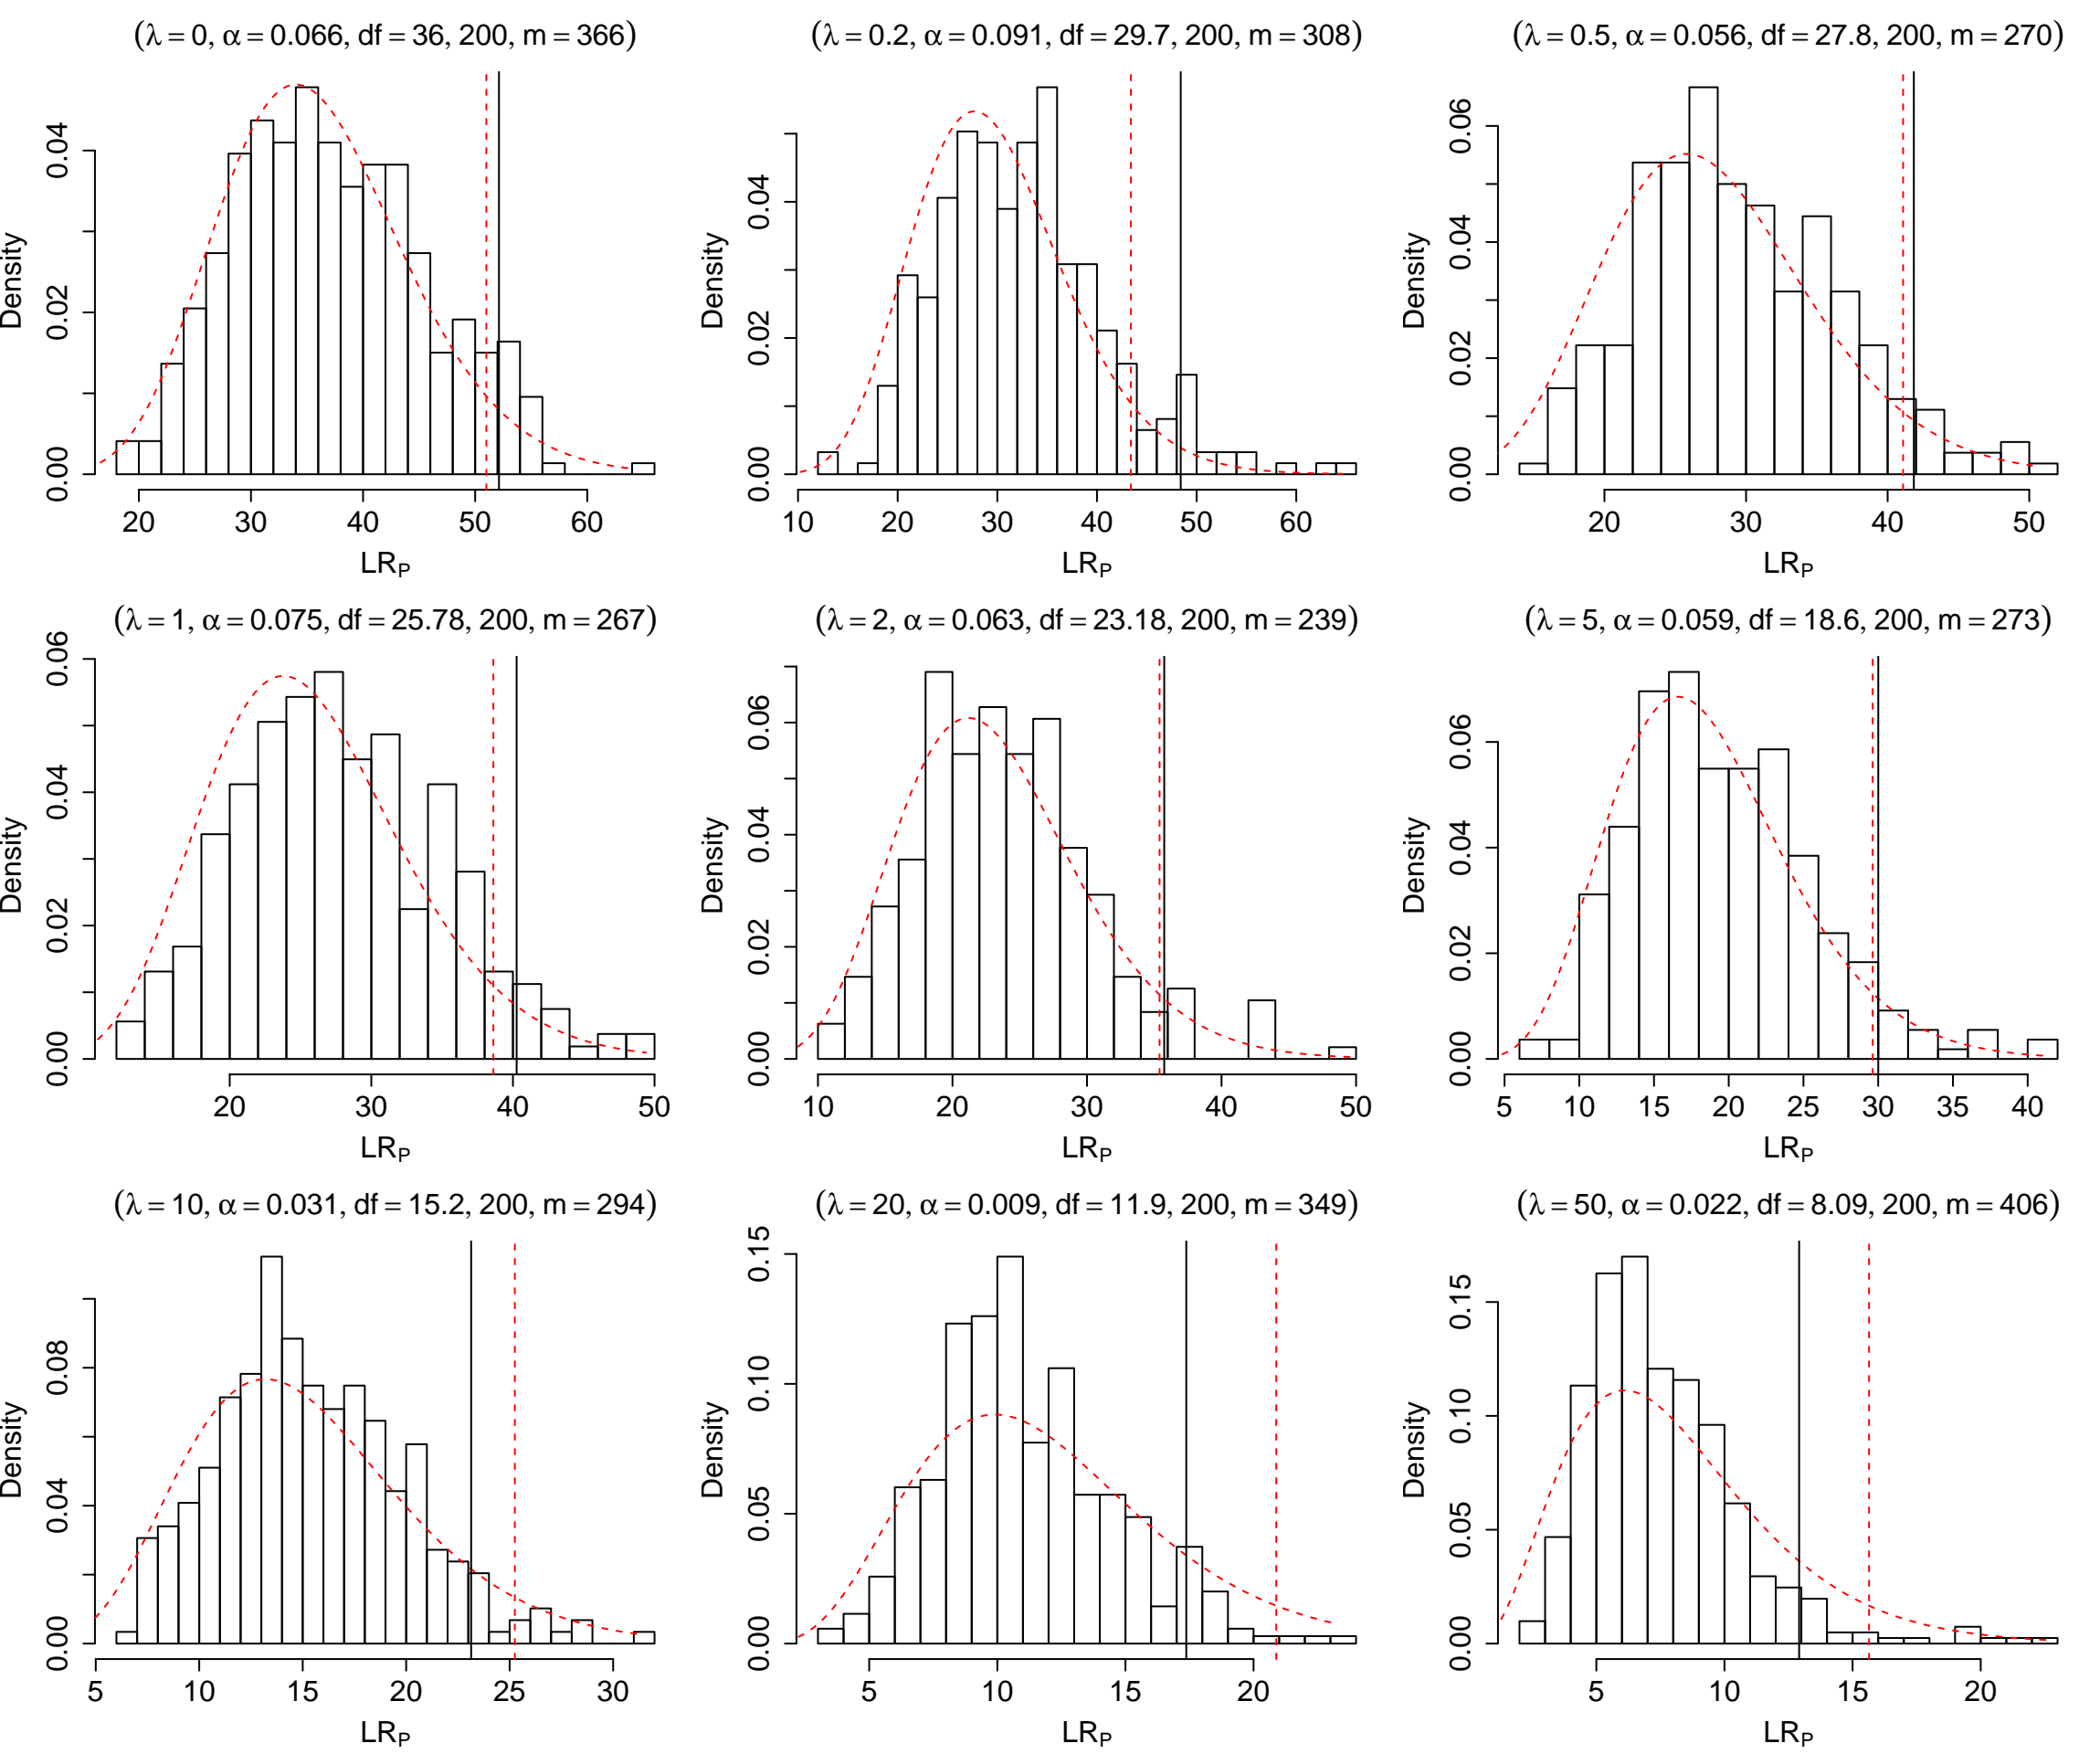 (λ = 0, α = 0.066, df = 36, 200, m = 366)
Density
0.00 0.02 0.04
20 30 40 50 60
LRP
(λ = 0.2, α = 0.091, df = 29.7, 200, m = 308)
Density
0.00 0.02 0.04
10 20 30 40 50 60
LRP
(λ = 0.5, α = 0.056, df = 27.8, 200, m = 270)
Density
0.00 0.02 0.04 0.06
20 30 40 50
LRP
(λ = 1, α = 0.075, df = 25.78, 200, m = 267)
Density
0.00 0.02 0.04 0.06
20 30 40 50
LRP
(λ = 2, α = 0.063, df = 23.18, 200, m = 239)
Density
0.00 0.02 0.04 0.06
10 20 30 40 50
LRP
(λ = 5, α = 0.059, df = 18.6, 200, m = 273)
Density
0.00 0.02 0.04 0.06
5 10 15 20 25 30 35 40
LRP
(λ = 10, α = 0.031, df = 15.2, 200, m = 294)
Density
0.00 0.04 0.08
5 10 15 20 25 30
LRP
(λ = 20, α = 0.009, df = 11.9, 200, m = 349)
Density
0.00 0.05 0.10 0.15
5 10 15 20
LRP
(λ = 50, α = 0.022, df = 8.09, 200, m = 406)
Density
0.00 0.05 0.10 0.15
5 10 15 20
LRP